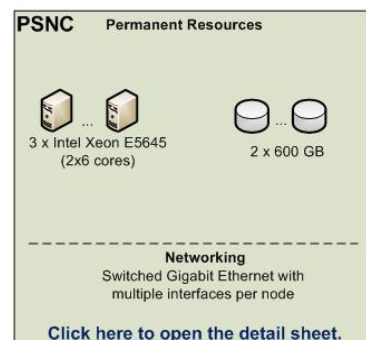 PSNC Permanent Resources
... ...
3 x Intel Xeon E5645
(2x6 cores)
2 x 600 GB
Networking
Switched Gigabit Ethernet with
multiple interfaces per node
Click here to open the detail sheet.